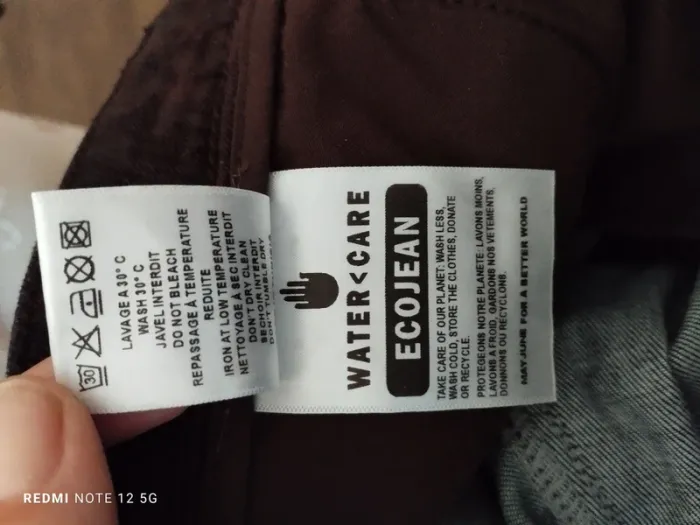 30
LAVAGE A 30° C
WASH 30° C
JAVEL INTERDIT
DO NOT BLEACH
REPASSAGE À TEMPERATURE
REDUITE
IRON AT LOW TEMPERATURE
NETTOYAGE À SEC INTERDIT
DON'T DRY CLEAN
SECHOIR INTERDIT
DON'T TUMBLE DRY
WATER<CARE
ECOJEAN
TAKE CARE OF OUR PLANET: WASH LESS,
WASH COLD, STORE THE CLOTHES, DONATE
OR RECYCLE.
PROTEGEONS NOTRE PLANETE: LAVONS MOINS,
LAVONS A FROID, GARDONS NOS VETEMENTS,
DONNONS OU RECYCLONS.
MAY JUNE FOR A BETTER WORLD
REDMI NOTE 12 5G